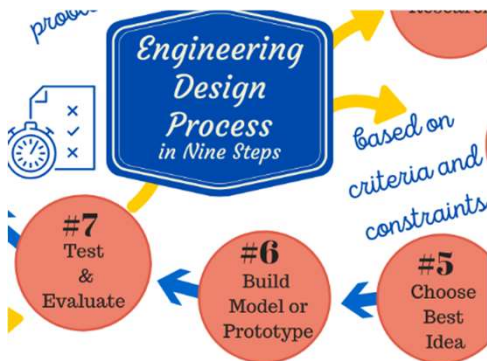 Research
Engineering
Design
Process
in Nine Steps
based on
criteria and
constraints
#7
Test
&
Evaluate
#6
Build
Model or
Prototype
#5
Choose
Best
Idea